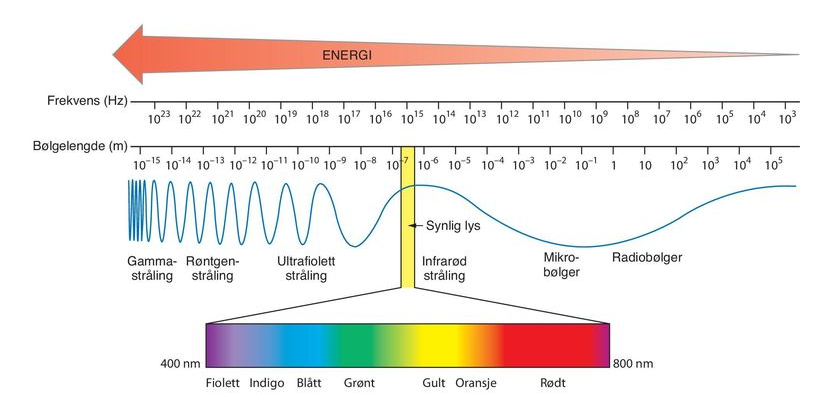 ENERGI
Frekvens (Hz)
10²³ 10²² 10²¹ 10²⁰ 10¹⁹ 10¹⁸ 10¹⁷ 10¹⁶ 10¹⁵ 10¹⁴ 10¹³ 10¹² 10¹¹ 10¹⁰ 10⁹ 10⁸ 10⁷ 10⁶ 10⁵ 10⁴ 10³
Bølgelengde (m)
10⁻¹⁵ 10⁻¹⁴ 10⁻¹³ 10⁻¹² 10⁻¹¹ 10⁻¹⁰ 10⁻⁹ 10⁻⁸ 10⁻⁷ 10⁻⁶ 10⁻⁵ 10⁻⁴ 10⁻³ 10⁻² 10⁻¹ 1 10 10² 10³ 10⁴ 10⁵
Synlig lys
Gamma-
stråling
Røntgen-
stråling
Ultrafiolett
stråling
Infrarød
stråling
Mikro-
bølger
Radiobølger
400 nm
800 nm
Fiolett Indigo Blått Grønt Gult Oransje Rødt